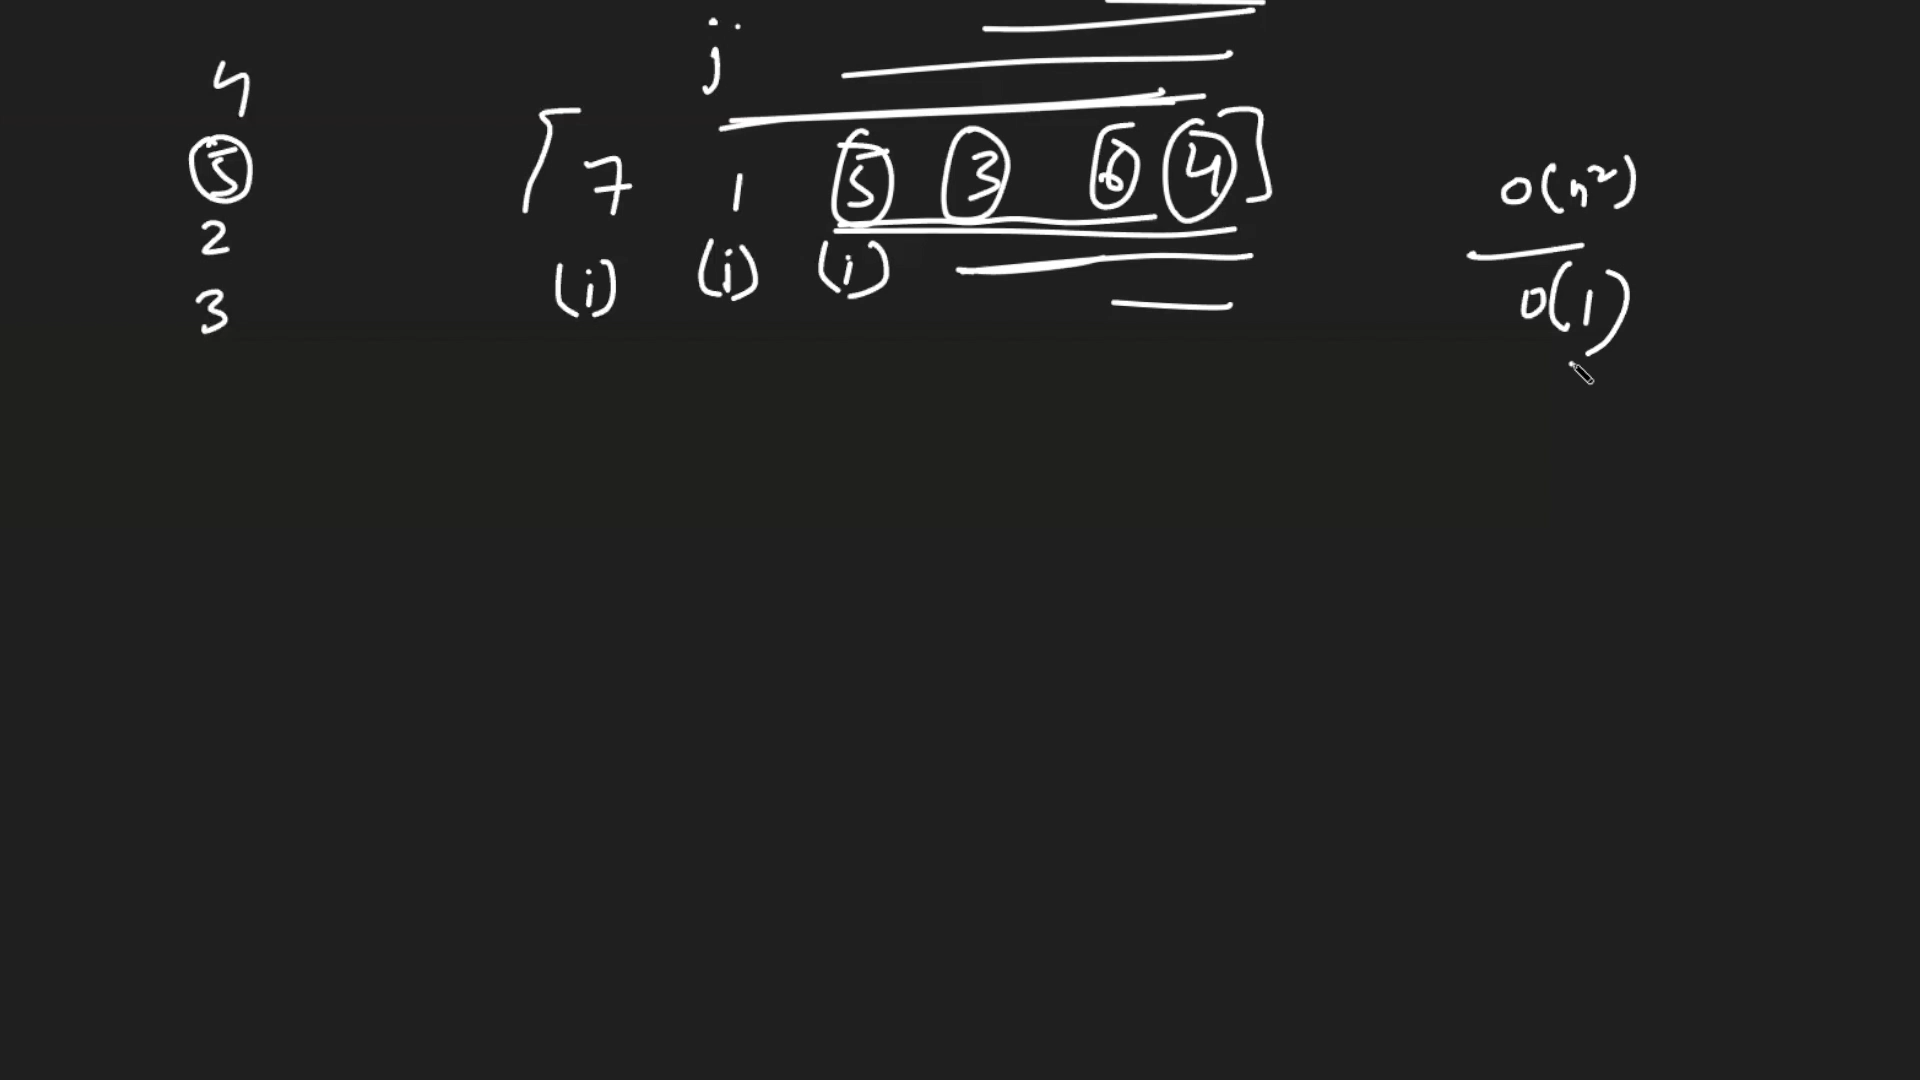 j
4
[ 7 1 5 3 6 4 ]
5
o(n²)
2
(i) (i) (i)
3
o(1)